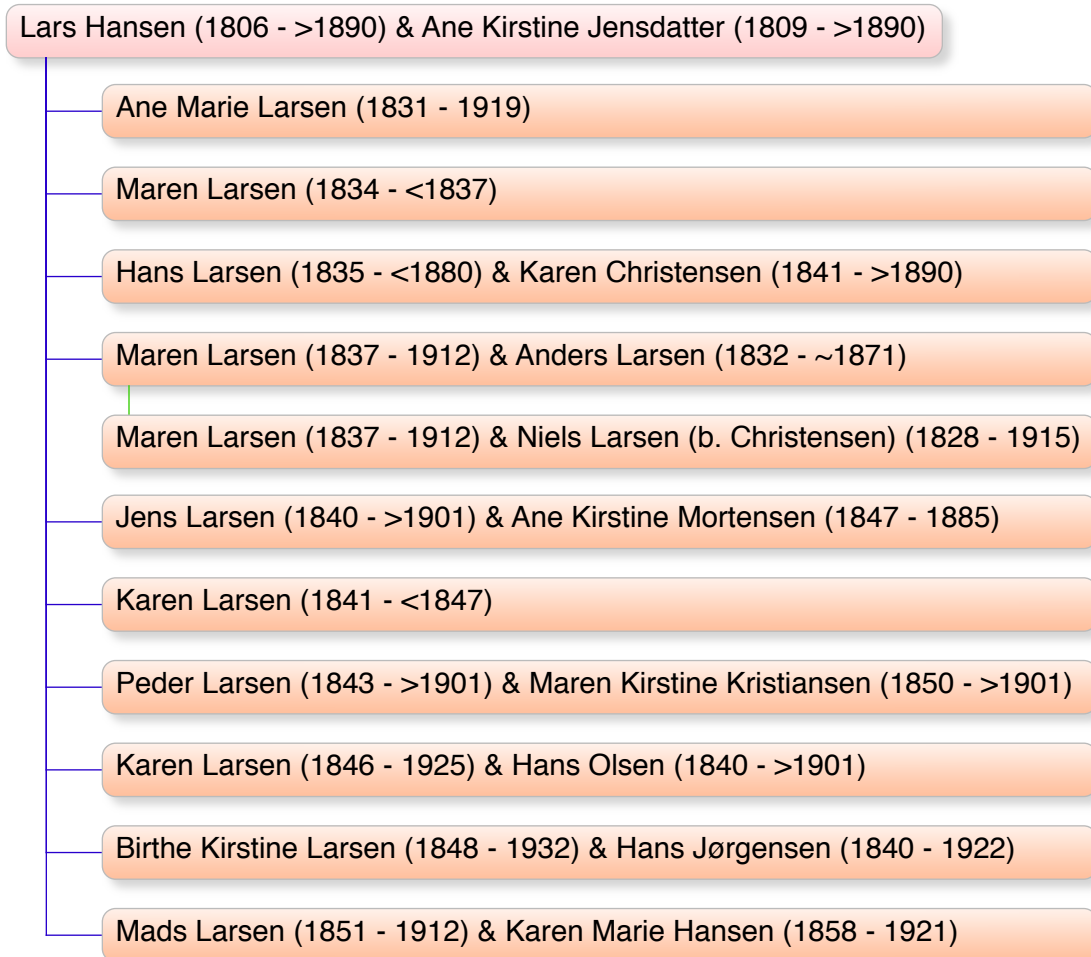 Lars Hansen (1806 - >1890) & Ane Kirstine Jensdatter (1809 - >1890)
Ane Marie Larsen (1831 - 1919)
Maren Larsen (1834 - <1837)
Hans Larsen (1835 - <1880) & Karen Christensen (1841 - >1890)
Maren Larsen (1837 - 1912) & Anders Larsen (1832 - ~1871)
Maren Larsen (1837 - 1912) & Niels Larsen (b. Christensen) (1828 - 1915)
Jens Larsen (1840 - >1901) & Ane Kirstine Mortensen (1847 - 1885)
Karen Larsen (1841 - <1847)
Peder Larsen (1843 - >1901) & Maren Kirstine Kristiansen (1850 - >1901)
Karen Larsen (1846 - 1925) & Hans Olsen (1840 - >1901)
Birthe Kirstine Larsen (1848 - 1932) & Hans Jørgensen (1840 - 1922)
Mads Larsen (1851 - 1912) & Karen Marie Hansen (1858 - 1921)